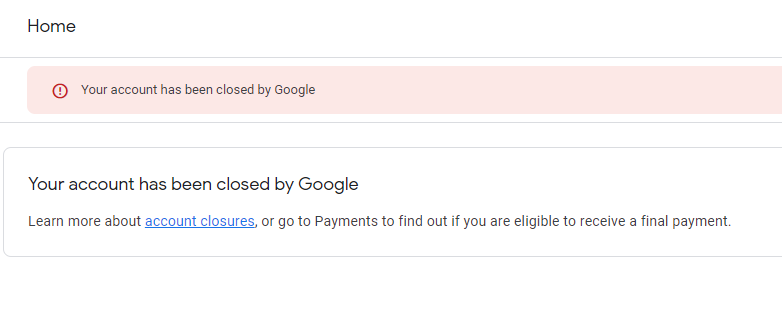 Home
Your account has been closed by Google
Your account has been closed by Google
Learn more about account closures, or go to Payments to find out if you are eligible to receive a final payment.